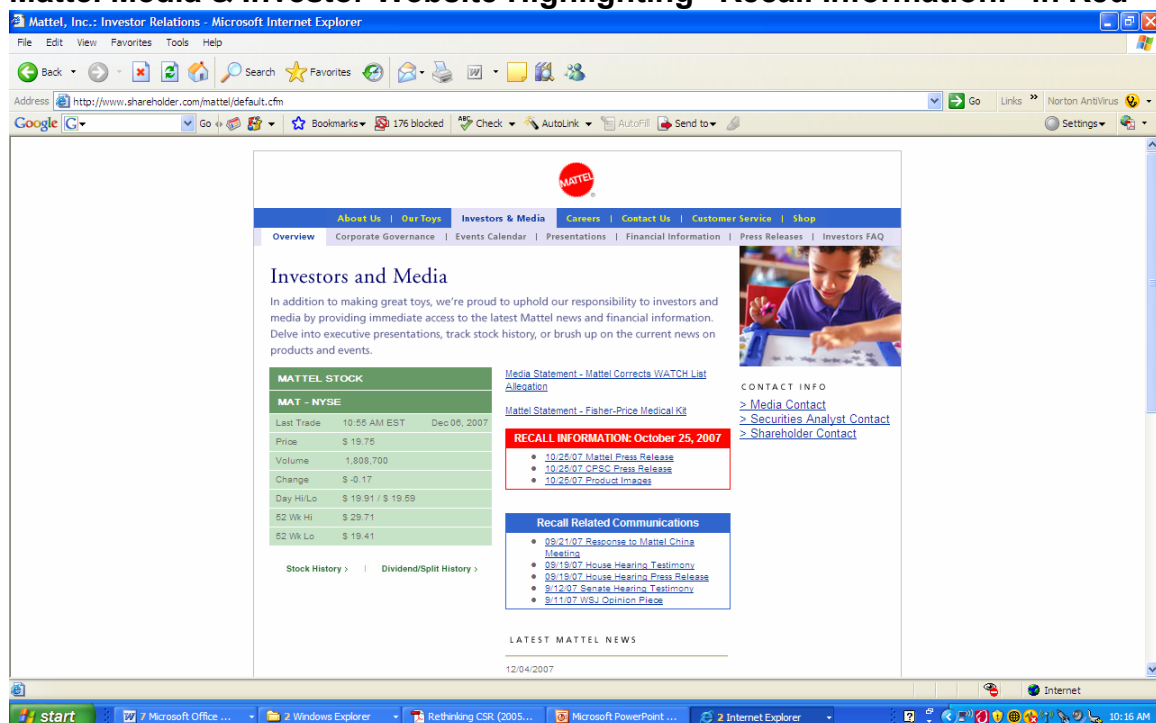 Mattel Media & Investor Website Highlighting "Recall Information:" in Red
Mattel, Inc.: Investor Relations - Microsoft Internet Explorer
File Edit View Favorites Tools Help
Back Search Favorites
Address http://www.shareholder.com/mattel/default.cfm Go Links » Norton AntiVirus
Google G Go Bookmarks 176 blocked ABC Check AutoLink AutoFill Send to Settings
MATTEL
About Us | Our Toys Investors & Media Careers | Contact Us | Customer Service | Shop
Overview Corporate Governance | Events Calendar | Presentations | Financial Information | Press Releases | Investors FAQ
Investors and Media
In addition to making great toys, we're proud to uphold our responsibility to investors and
media by providing immediate access to the latest Mattel news and financial information.
Delve into executive presentations, track stock history, or brush up on the current news on
products and events.
MATTEL STOCK
MAT - NYSE
Last Trade 10:55 AM EST Dec 06, 2007
Price $ 19.75
Volume 1,808,700
Change $ -0.17
Day Hi/Lo $ 19.91 / $ 19.59
52 Wk Hi $ 29.71
52 Wk Lo $ 19.41
Stock History > | Dividend/Split History >
Media Statement - Mattel Corrects WATCH List
Allegation
Mattel Statement - Fisher-Price Medical Kit
RECALL INFORMATION: October 25, 2007
10/25/07 Mattel Press Release
10/25/07 CPSC Press Release
10/25/07 Product Images
Recall Related Communications
09/21/07 Response to Mattel China
Meeting
09/19/07 House Hearing Testimony
09/19/07 House Hearing Press Release
9/12/07 Senate Hearing Testimony
9/11/07 WSJ Opinion Piece
LATEST MATTEL NEWS
12/04/2007
CONTACT INFO
> Media Contact
> Securities Analyst Contact
> Shareholder Contact
Internet
start 7 Microsoft Office ... 2 Windows Explorer Rethinking CSR (2005... Microsoft PowerPoint ... 2 Internet Explorer 10:16 AM